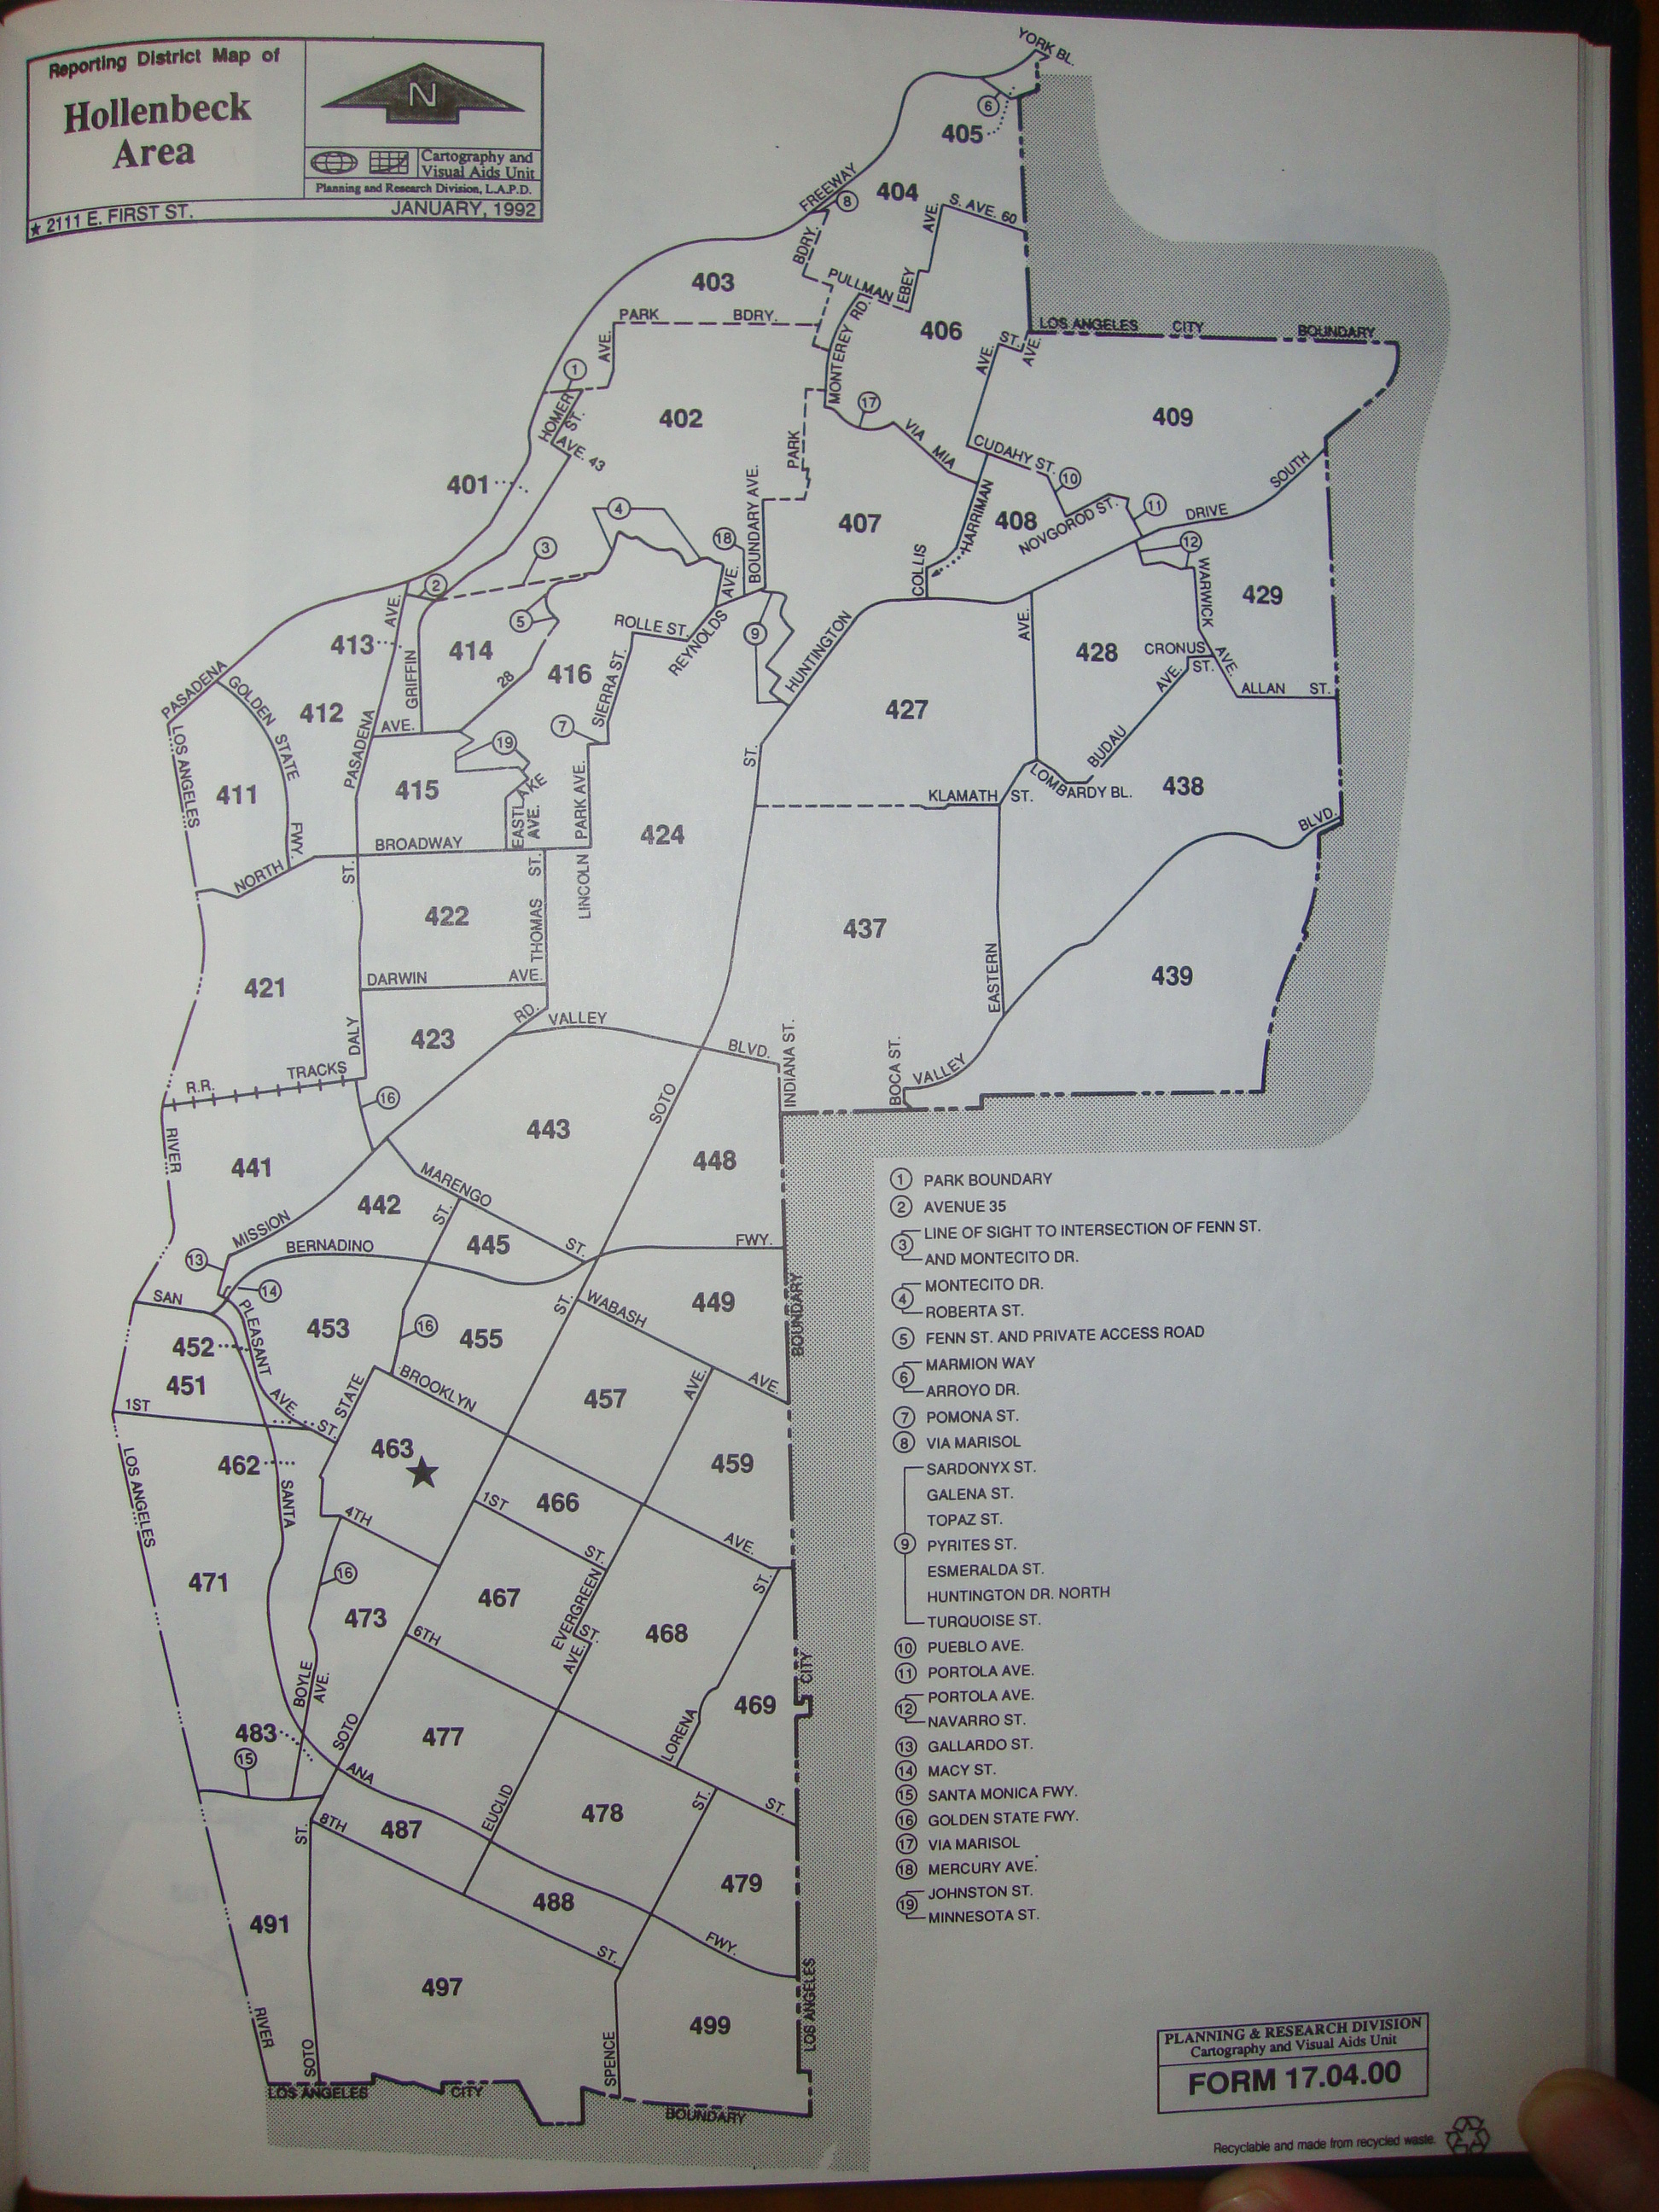 Reporting District Map of
Hollenbeck
Area
N
Cartography and
Visual Aids Unit
Planning and Research Division, L.A.P.D.
★ 2111 E. FIRST ST.
JANUARY, 1992
YORK BL.
6
405
FREEWAY
8
404
S. AVE. 60
AVE.
BDRY.
403
PULLMAN
EBEY
PARK BDRY.
MONTEREY RD.
406
LOS ANGELES CITY BOUNDARY
ST.
AVE.
AVE.
AVE.
1
HOMER ST.
402
17
409
AVE. 43
PARK
VIA MIA
CUDAHY ST.
10
401
SOUTH
4
BOUNDARY AVE.
407
HARRIMAN
408
NOVGOROD ST.
11
DRIVE
3
18
COLLIS
12
2
AVE.
AVE.
WARWICK
429
5
413
414
ROLLE ST.
REYNOLDS
9
HUNTINGTON
AVE.
428
CRONUS
ST.
AVE.
GRIFFIN
28
416
SIERRA ST.
AVE.
ALLAN ST.
PASADENA
GOLDEN STATE
412
AVE.
7
427
LOS ANGELES
PASADENA
19
ST.
BUDAU
411
415
EASTLAKE
AVE.
PARK AVE.
KLAMATH ST.
LOMBARDY BL.
438
FWY.
BROADWAY
424
BLVD.
NORTH
ST.
ST.
LINCOLN
422
THOMAS
437
421
DARWIN AVE.
EASTERN
439
DALY
423
RD.
VALLEY
BLVD.
INDIANA ST.
BOCA ST.
VALLEY
R.R. TRACKS
16
SOTO
RIVER
443
441
448
MARENGO
442
ST.
MISSION
BERNADINO
445
ST.
FWY.
13
14
SAN
PLEASANT
ST.
WABASH
449
BOUNDARY
453
16
455
452
451
BROOKLYN
457
AVE.
AVE.
1ST
AVE.
ST.
STATE
463
★
459
462
LOS ANGELES
SANTA
1ST
466
4TH
ST.
AVE.
471
16
473
467
EVERGREEN
ST.
ST.
6TH
AVE.
468
CITY
BOYLE
AVE.
469
483
SOTO
477
LORENA
15
ANA
EUCLID
ST.
ST.
8TH
487
478
ST.
488
479
491
ST.
FWY.
497
499
RIVER
SOTO
SPENCE
LOS ANGELES
LOS ANGELES CITY BOUNDARY
1 PARK BOUNDARY
2 AVENUE 35
3 LINE OF SIGHT TO INTERSECTION OF FENN ST.
AND MONTECITO DR.
4 MONTECITO DR.
ROBERTA ST.
5 FENN ST. AND PRIVATE ACCESS ROAD
6 MARMION WAY
ARROYO DR.
7 POMONA ST.
8 VIA MARISOL
SARDONYX ST.
GALENA ST.
TOPAZ ST.
9 PYRITES ST.
ESMERALDA ST.
HUNTINGTON DR. NORTH
TURQUOISE ST.
10 PUEBLO AVE.
11 PORTOLA AVE.
12 PORTOLA AVE.
NAVARRO ST.
13 GALLARDO ST.
14 MACY ST.
15 SANTA MONICA FWY.
16 GOLDEN STATE FWY.
17 VIA MARISOL
18 MERCURY AVE.
19 JOHNSTON ST.
MINNESOTA ST.
PLANNING & RESEARCH DIVISION
Cartography and Visual Aids Unit
FORM 17.04.00
Recyclable and made from recycled waste.